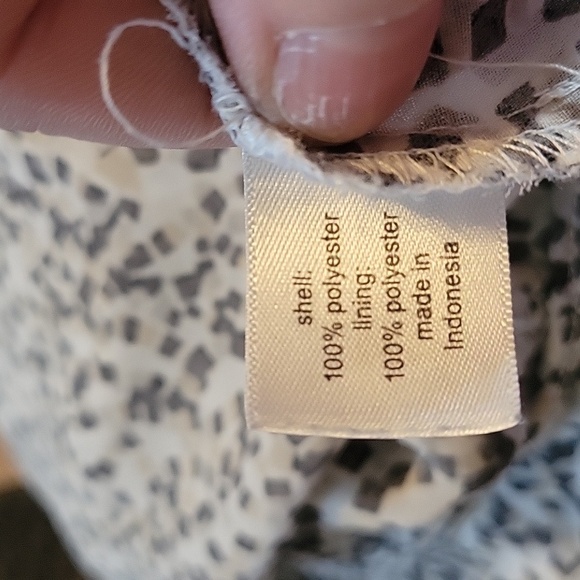 shell:
100% polyester
lining:
100% polyester
made in
Indonesia